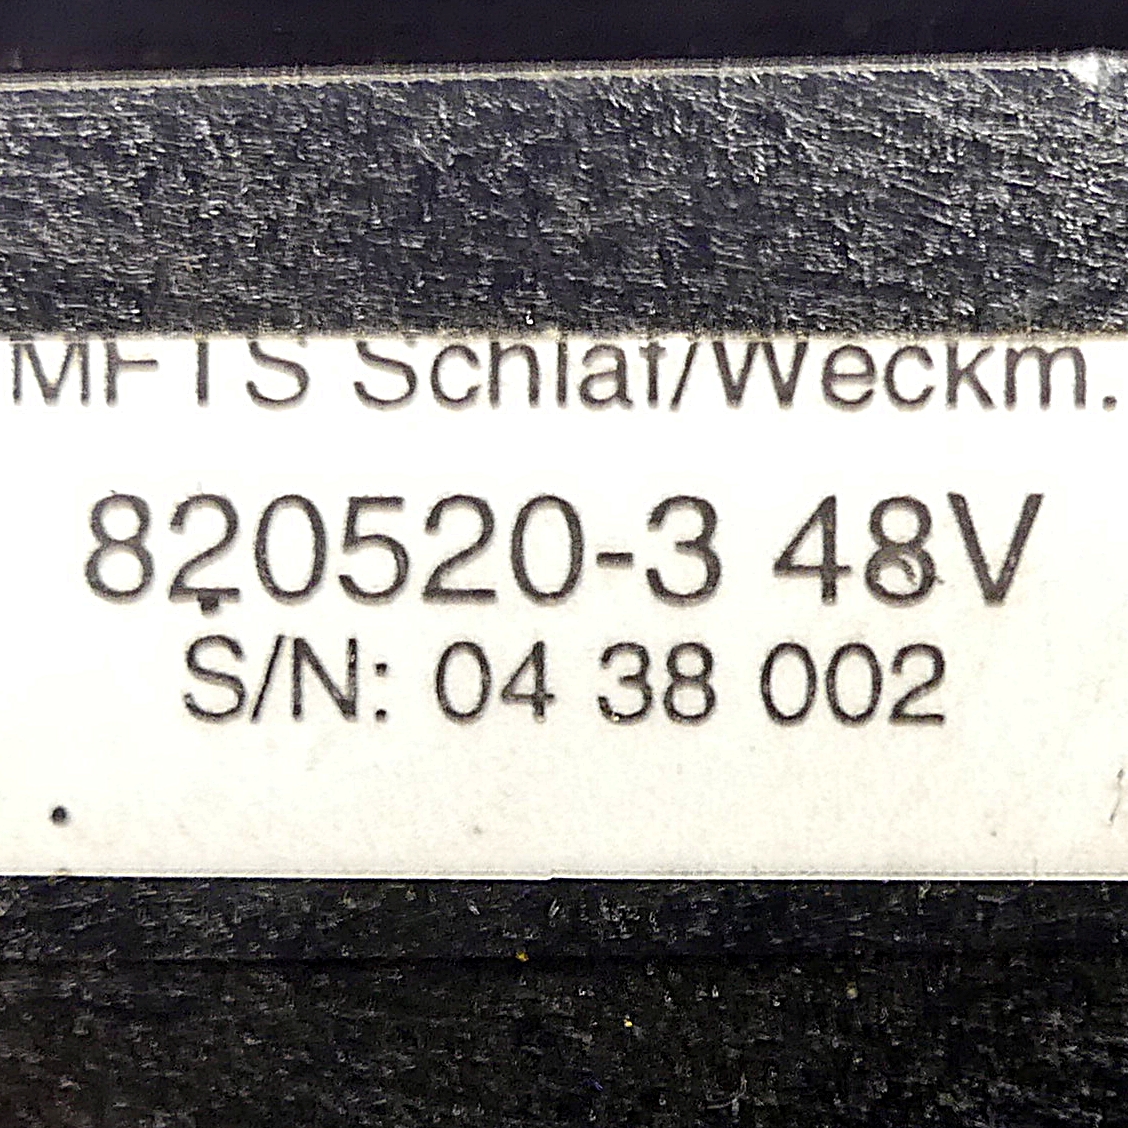 MFTS Schlaf/Weckm.
820520-3 48V
S/N: 04 38 002